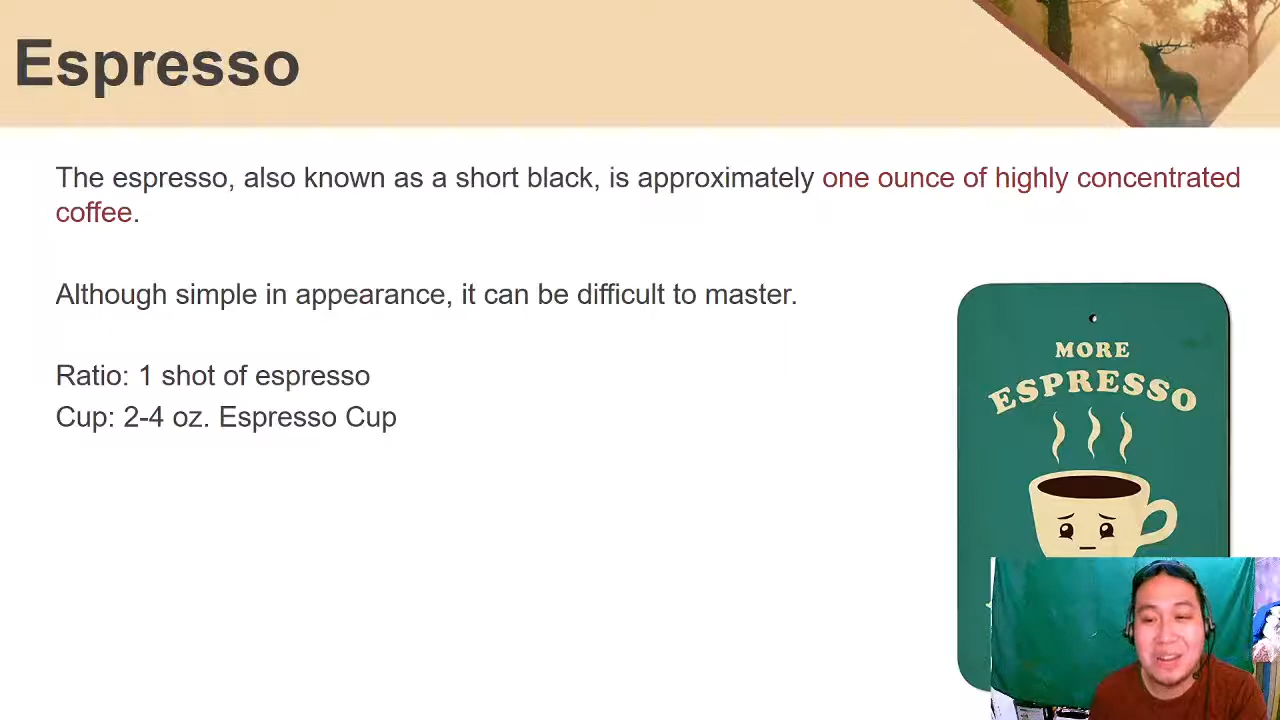 Espresso
The espresso, also known as a short black, is approximately one ounce of highly concentrated
coffee.
Although simple in appearance, it can be difficult to master.
Ratio: 1 shot of espresso
Cup: 2-4 oz. Espresso Cup
MORE
ESPRESSO